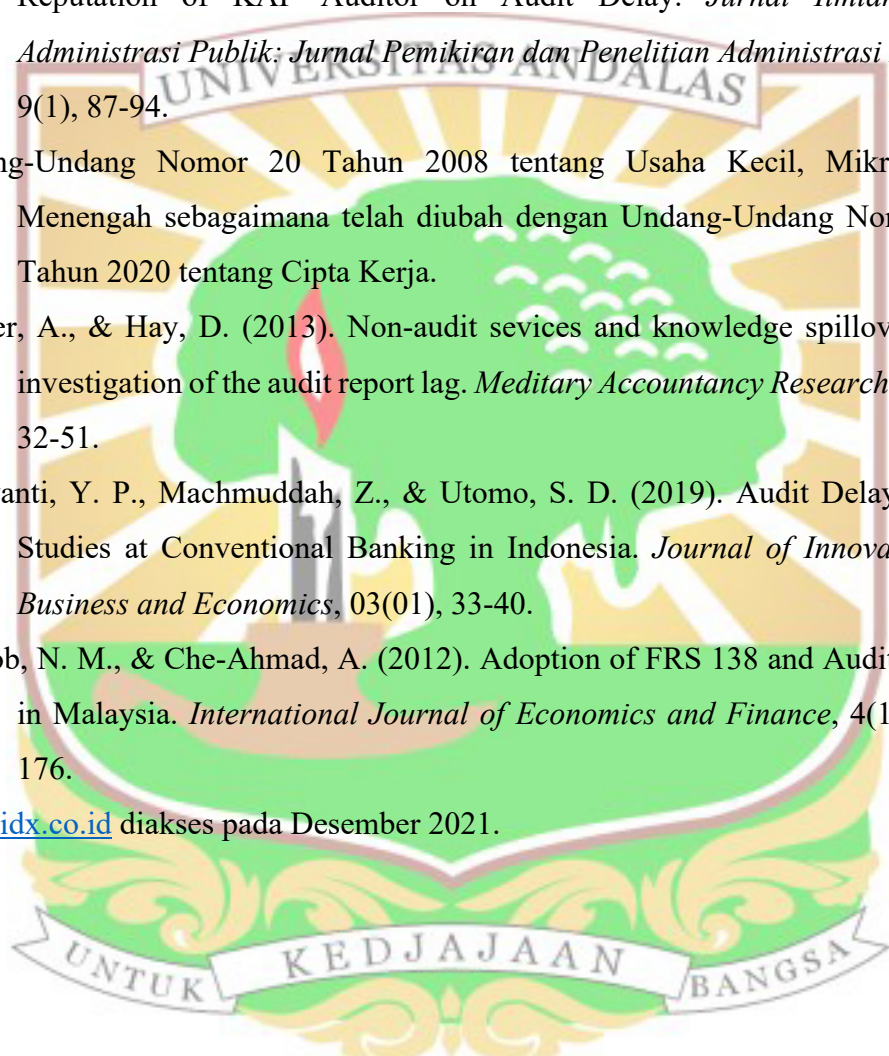 Reputation of KAP Auditor on Audit Delay. Jurnal Ilmiah
Administrasi Publik: Jurnal Pemikiran dan Penelitian Administrasi
9(1), 87-94.
UNIVERSITAS ANDALAS
ng-Undang Nomor 20 Tahun 2008 tentang Usaha Kecil, Mikr
Menengah sebagaimana telah diubah dengan Undang-Undang Nor
Tahun 2020 tentang Cipta Kerja.
er, A., & Hay, D. (2013). Non-audit sevices and knowledge spillov
investigation of the audit report lag. Meditary Accountancy Research
32-51.
anti, Y. P., Machmuddah, Z., & Utomo, S. D. (2019). Audit Delay
Studies at Conventional Banking in Indonesia. Journal of Innova
Business and Economics, 03(01), 33-40.
ob, N. M., & Che-Ahmad, A. (2012). Adoption of FRS 138 and Audit
in Malaysia. International Journal of Economics and Finance, 4(1
176.
idx.co.id diakses pada Desember 2021.
UNTUK KEDJAJAAN BANGSA